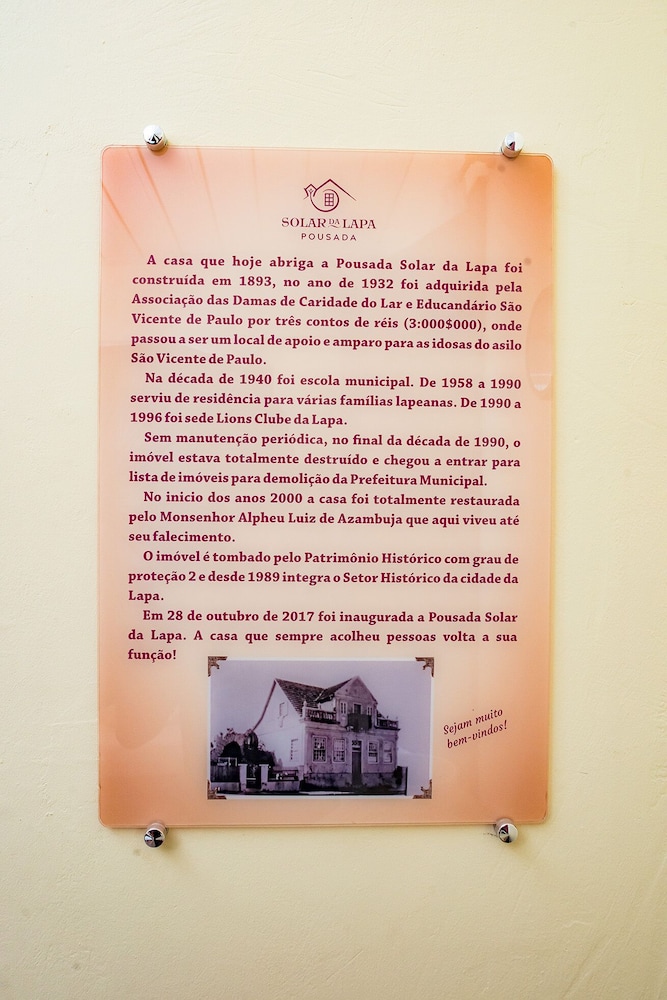 SOLAR DA LAPA
POUSADA
A casa que hoje abriga a Pousada Solar da Lapa foi
construída em 1893, no ano de 1932 foi adquirida pela
Associação das Damas de Caridade do Lar e Educandário São
Vicente de Paulo por três contos de réis (3:000$000), onde
passou a ser um local de apoio e amparo para as idosas do asilo
São Vicente de Paulo.
Na década de 1940 foi escola municipal. De 1958 a 1990
serviu de residência para várias famílias lapeanas. De 1990 a
1996 foi sede Lions Clube da Lapa.
Sem manutenção periódica, no final da década de 1990, o
imóvel estava totalmente destruído e chegou a entrar para
lista de imóveis para demolição da Prefeitura Municipal.
No inicio dos anos 2000 a casa foi totalmente restaurada
pelo Monsenhor Alpheu Luiz de Azambuja que aqui viveu até
seu falecimento.
O imóvel é tombado pelo Patrimônio Histórico com grau de
proteção 2 e desde 1989 integra o Setor Histórico da cidade da
Lapa.
Em 28 de outubro de 2017 foi inaugurada a Pousada Solar
da Lapa. A casa que sempre acolheu pessoas volta a sua
função!
Sejam muito
bem-vindos!